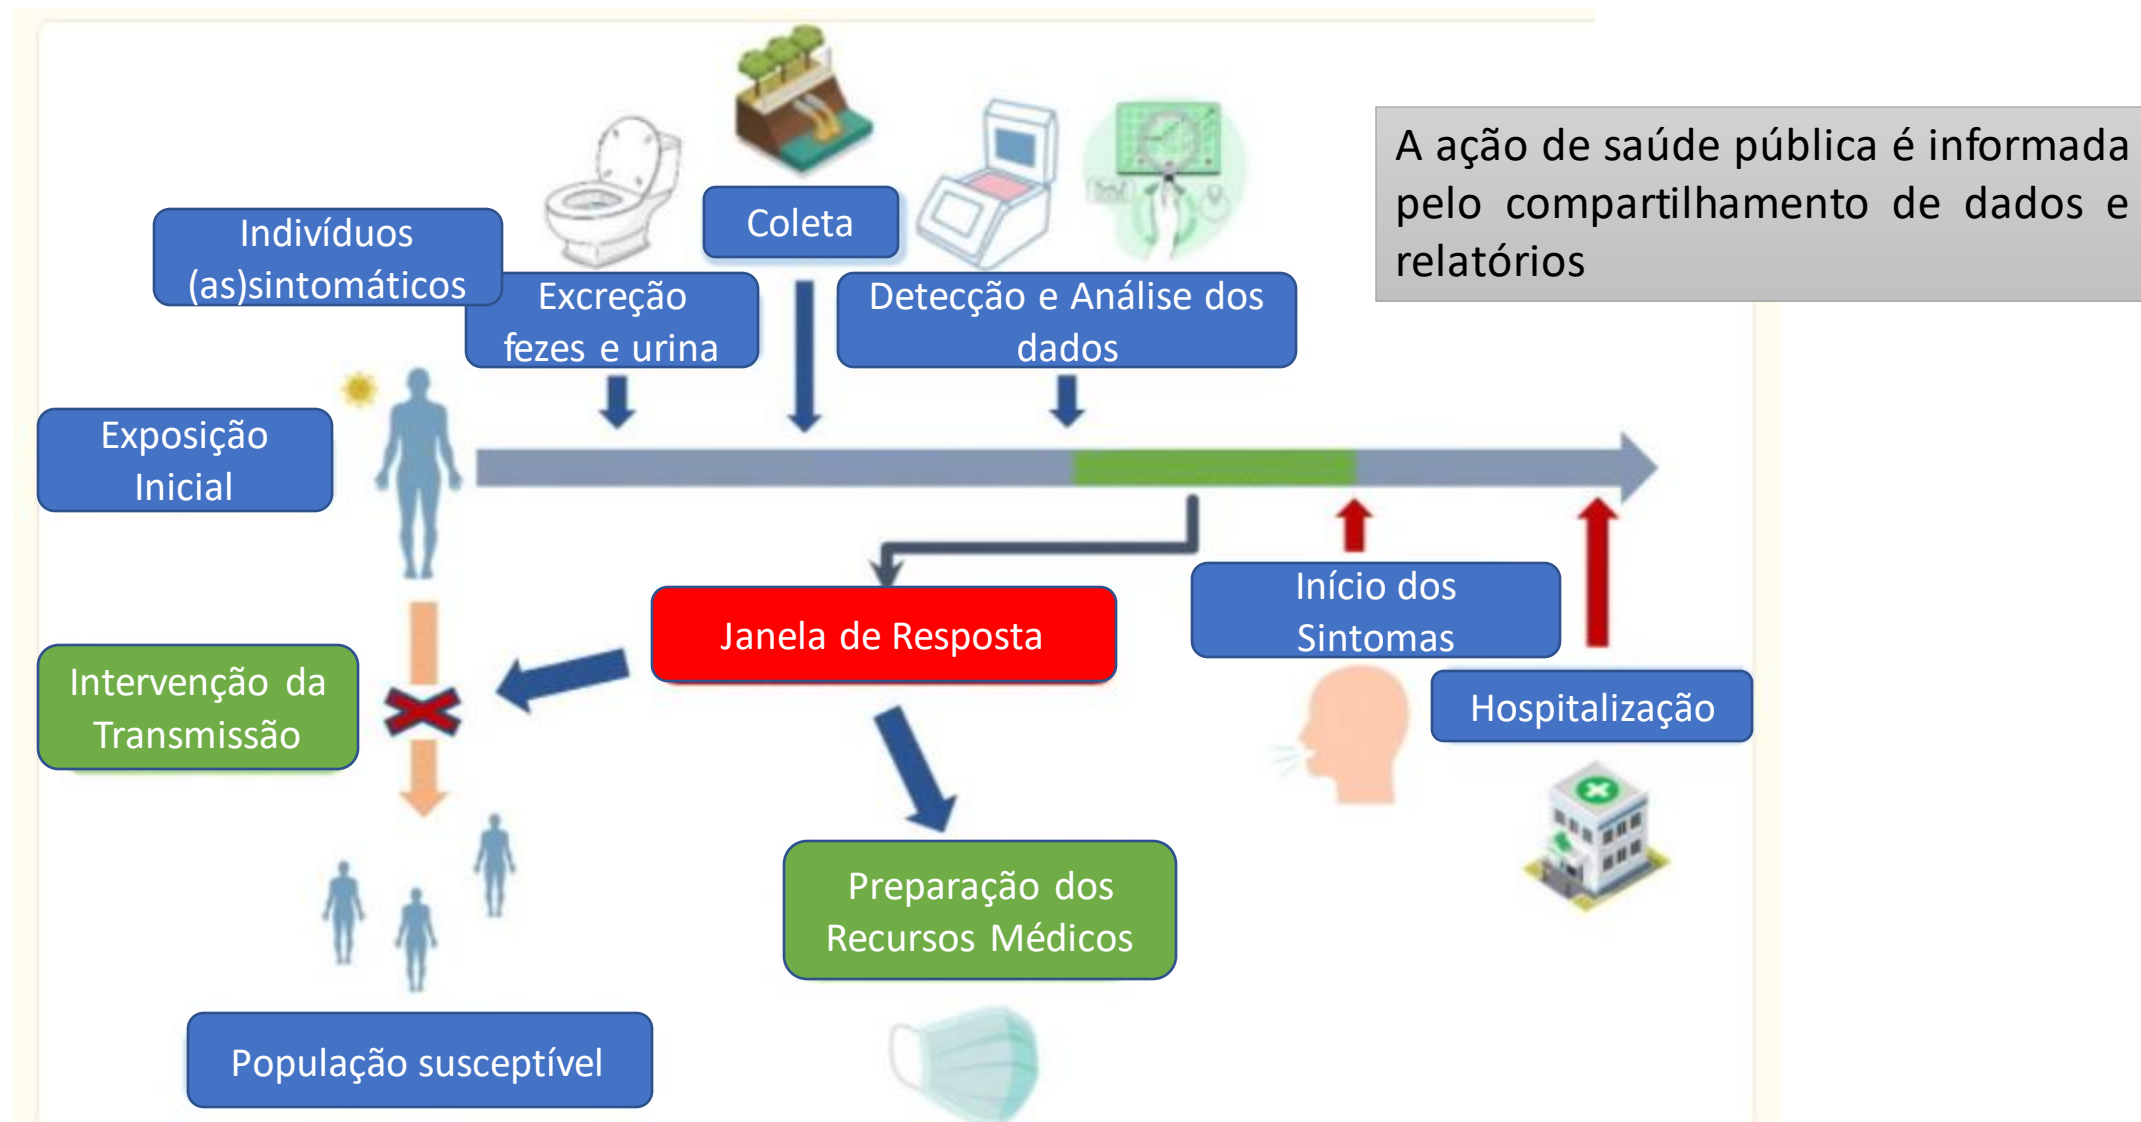 Coleta
A ação de saúde pública é informada
pelo compartilhamento de dados e
relatórios
Indivíduos
(as)sintomáticos
Excreção
fezes e urina
Detecção e Análise dos
dados
Exposição
Inicial
Janela de Resposta
Início dos
Sintomas
Intervenção da
Transmissão
Hospitalização
Preparação dos
Recursos Médicos
População susceptível